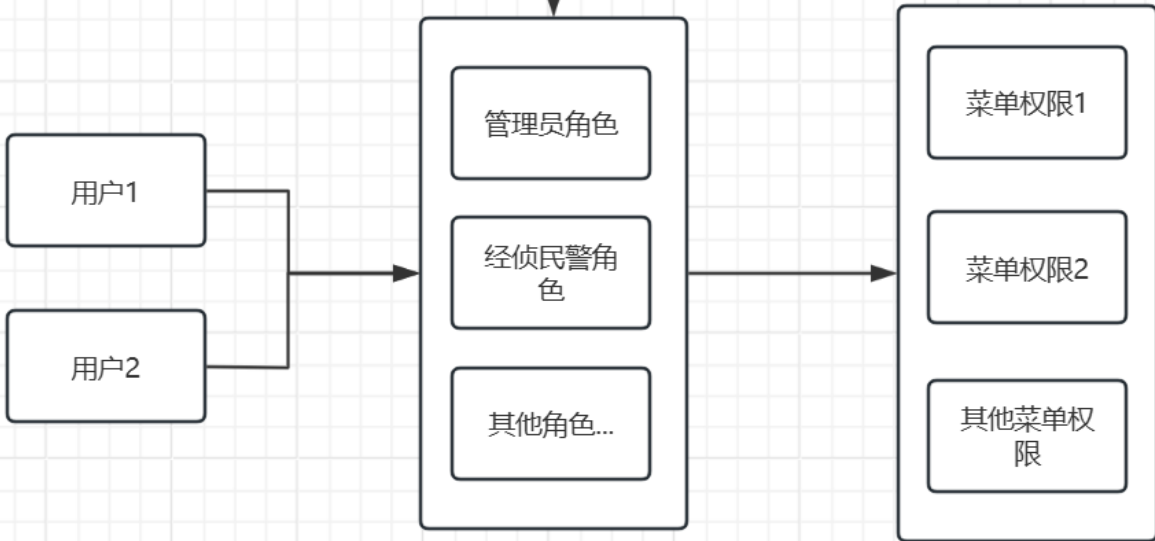 用户1
用户2
管理员角色
经侦民警角
色
其他角色...
菜单权限1
菜单权限2
其他菜单权
限